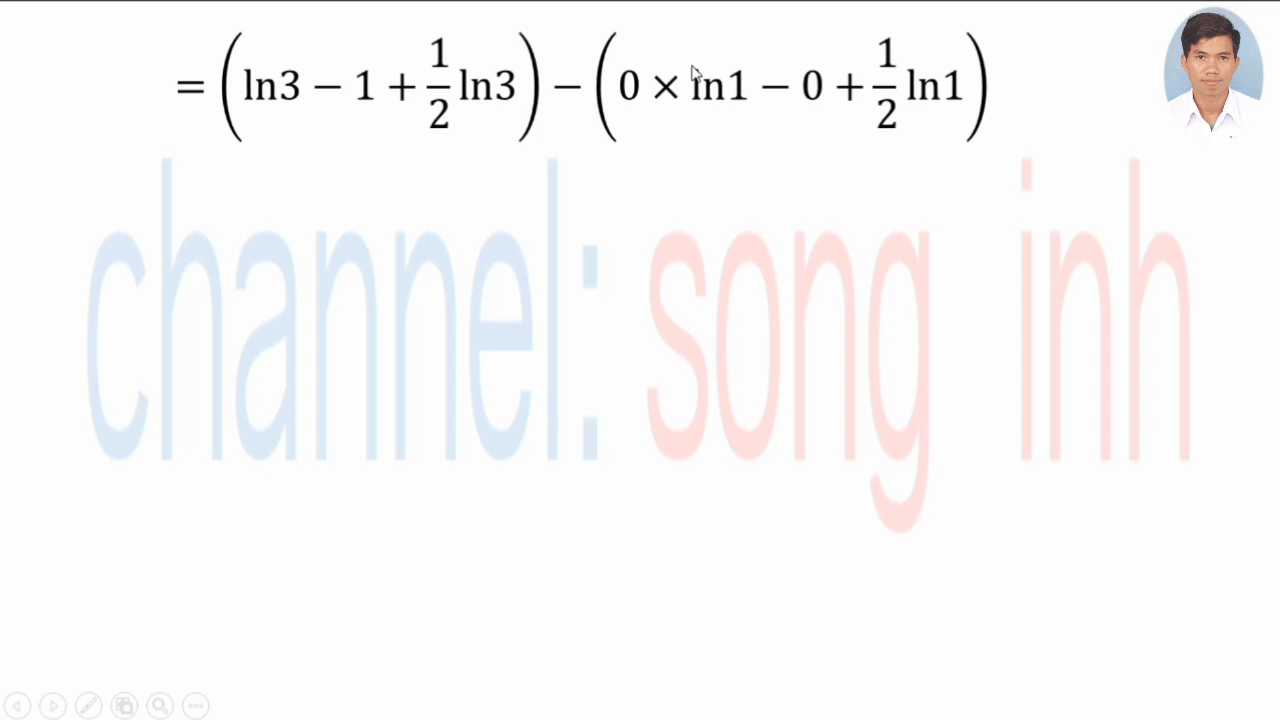 = (ln3 − 1 + 1/2 ln3) − (0 × ln1 − 0 + 1/2 ln1)
channel: song inh